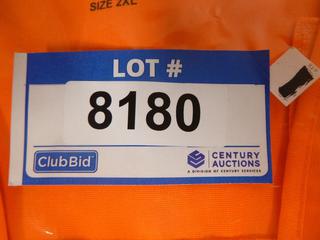 SIZE 2XL
LOT #
8180
ClubBid
CENTURY
AUCTIONS
A DIVISION OF CENTURY SERVICES